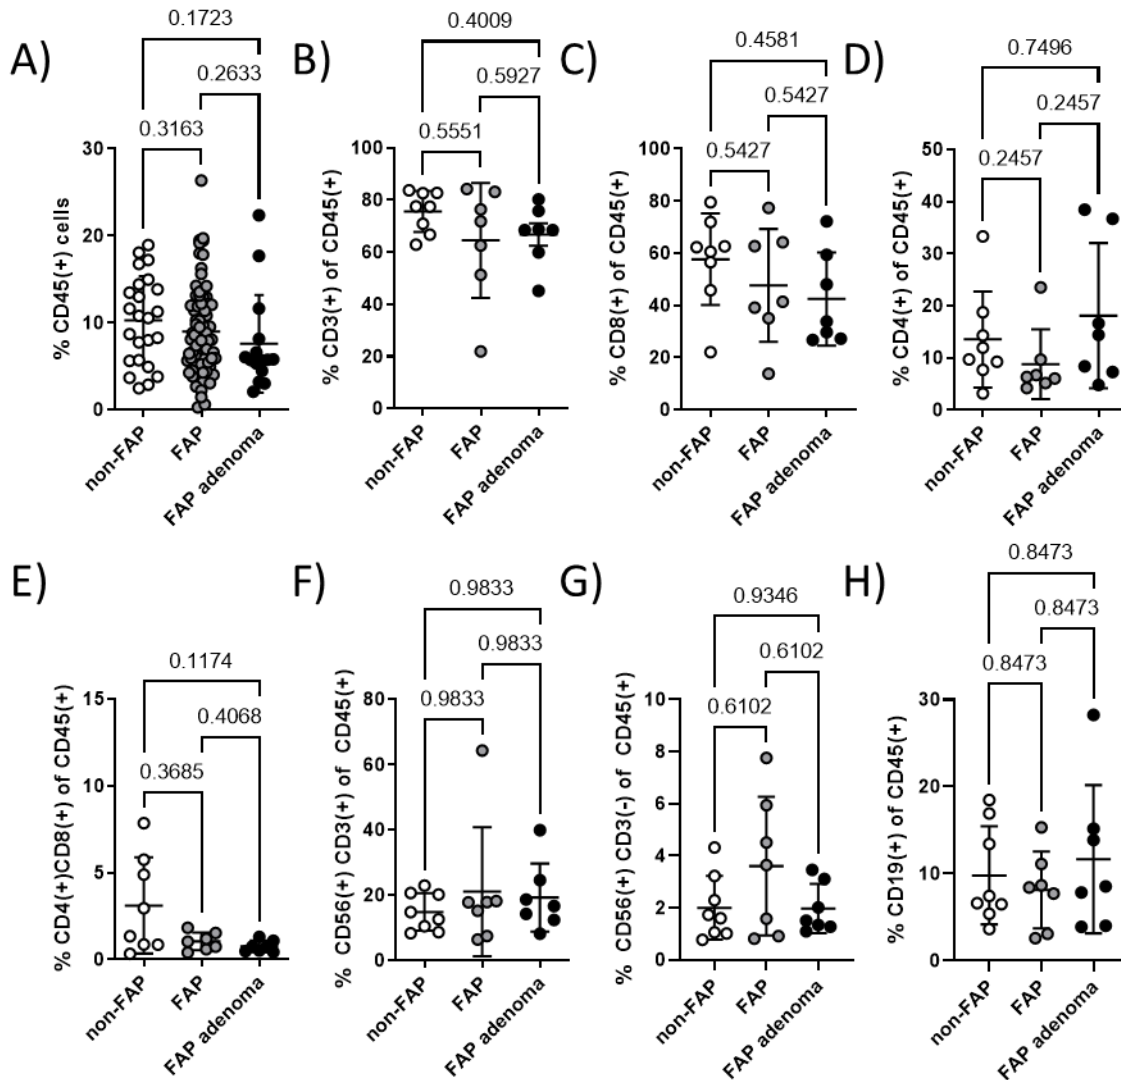 A)
0.1723
0.2633
0.3163
% CD45(+) cells
30
20
10
0
non-FAP
FAP
FAP adenoma
B)
0.4009
0.5927
0.5551
% CD3(+) of CD45(+)
100
80
60
40
20
0
non-FAP
FAP
FAP adenoma
C)
0.4581
0.5427
0.5427
% CD8(+) of CD45(+)
100
80
60
40
20
0
non-FAP
FAP
FAP adenoma
D)
0.7496
0.2457
0.2457
% CD4(+) of CD45(+)
50
40
30
20
10
0
non-FAP
FAP
FAP adenoma
E)
0.1174
0.4068
0.3685
% CD4(+)CD8(+) of CD45(+)
15
10
5
0
non-FAP
FAP
FAP adenoma
F)
0.9833
0.9833
0.9833
% CD56(+) CD3(+) of CD45(+)
80
60
40
20
0
non-FAP
FAP
FAP adenoma
G)
0.9346
0.6102
0.6102
% CD56(+) CD3(-) of CD45(+)
10
8
6
4
2
0
non-FAP
FAP
FAP adenoma
H)
0.8473
0.8473
0.8473
% CD19(+) of CD45(+)
30
20
10
0
non-FAP
FAP
FAP adenoma